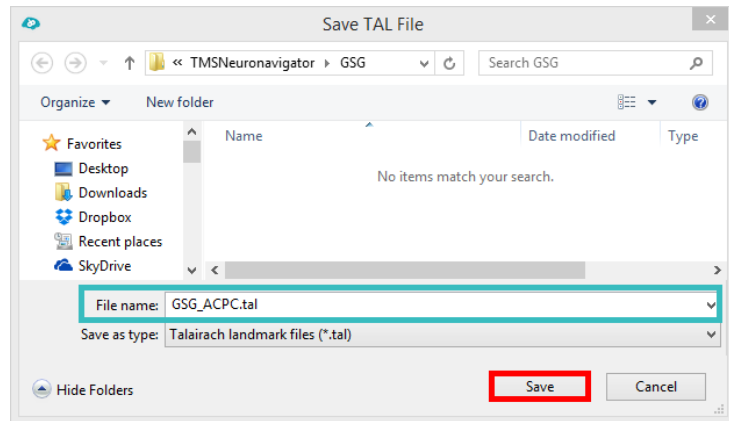 Save TAL File
« TMSNeuronavigator GSG
Search GSG
Organize
New folder
Name
Date modified
Type
No items match your search.
Favorites
Desktop
Downloads
Dropbox
Recent places
SkyDrive
File name: GSG_ACPC.tal
Save as type: Talairach landmark files (*.tal)
Hide Folders
Save
Cancel